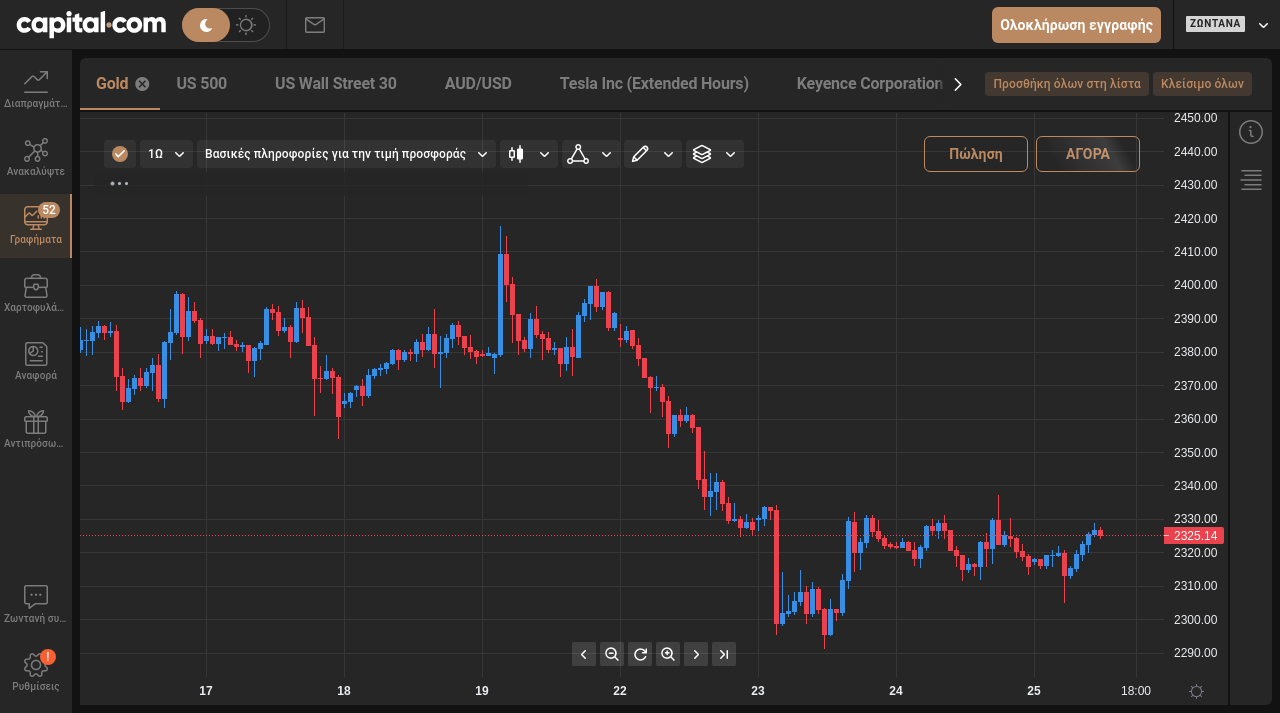 capital.com
Ολοκλήρωση εγγραφής
ΖΩΝΤΑΝΑ
Gold
US 500
US Wall Street 30
AUD/USD
Tesla Inc (Extended Hours)
Keyence Corporation
Προσθήκη όλων στη λίστα
Κλείσιμο όλων
Διαπραγμάτ...
Ανακαλύψτε
52
Γραφήματα
Χαρτοφυλά...
Αναφορά
Αντιπρόσω...
Ζωντανή συ...
!
Ρυθμίσεις
1Ω
Βασικές πληροφορίες για την τιμή προσφοράς
Πώληση
ΑΓΟΡΑ
2450.00
2440.00
2430.00
2420.00
2410.00
2400.00
2390.00
2380.00
2370.00
2360.00
2350.00
2340.00
2330.00
2325.14
2320.00
2310.00
2300.00
2290.00
17
18
19
22
23
24
25
18:00